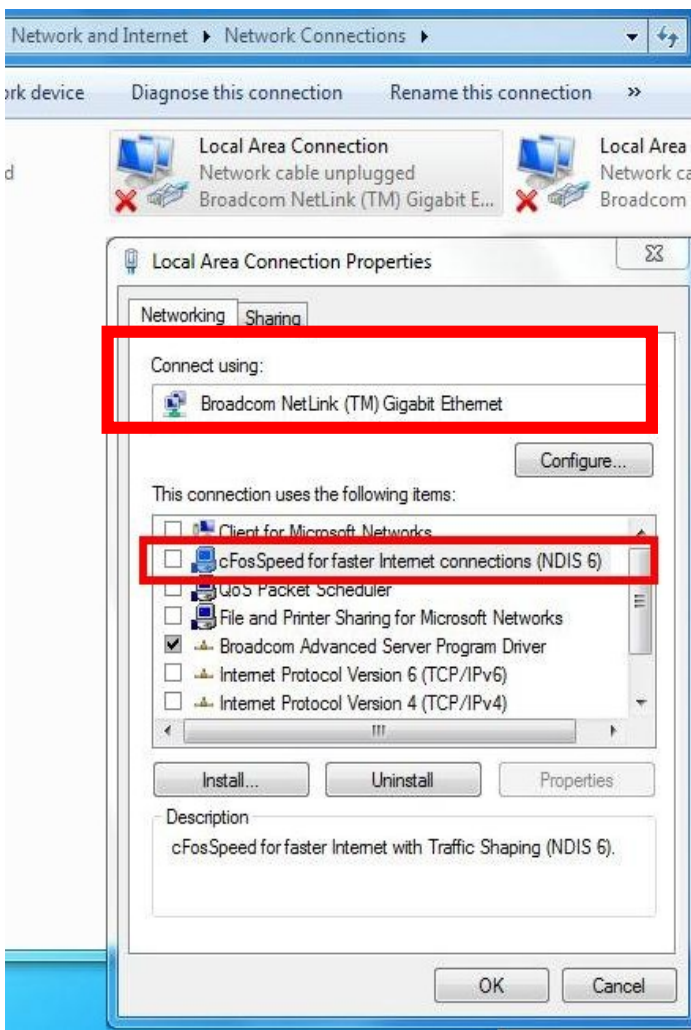 Network and Internet ▸ Network Connections ▸
ork device Diagnose this connection Rename this connection »
Local Area Connection
Network cable unplugged
Broadcom NetLink (TM) Gigabit E...
Local Area
Network ca
Broadcom
d
Local Area Connection Properties
Networking Sharing
Connect using:
Broadcom NetLink (TM) Gigabit Ethernet
Configure...
This connection uses the following items:
Client for Microsoft Networks
cFosSpeed for faster Internet connections (NDIS 6)
QoS Packet Scheduler
File and Printer Sharing for Microsoft Networks
Broadcom Advanced Server Program Driver
Internet Protocol Version 6 (TCP/IPv6)
Internet Protocol Version 4 (TCP/IPv4)
Install... Uninstall Properties
Description
cFosSpeed for faster Internet with Traffic Shaping (NDIS 6).
OK Cancel